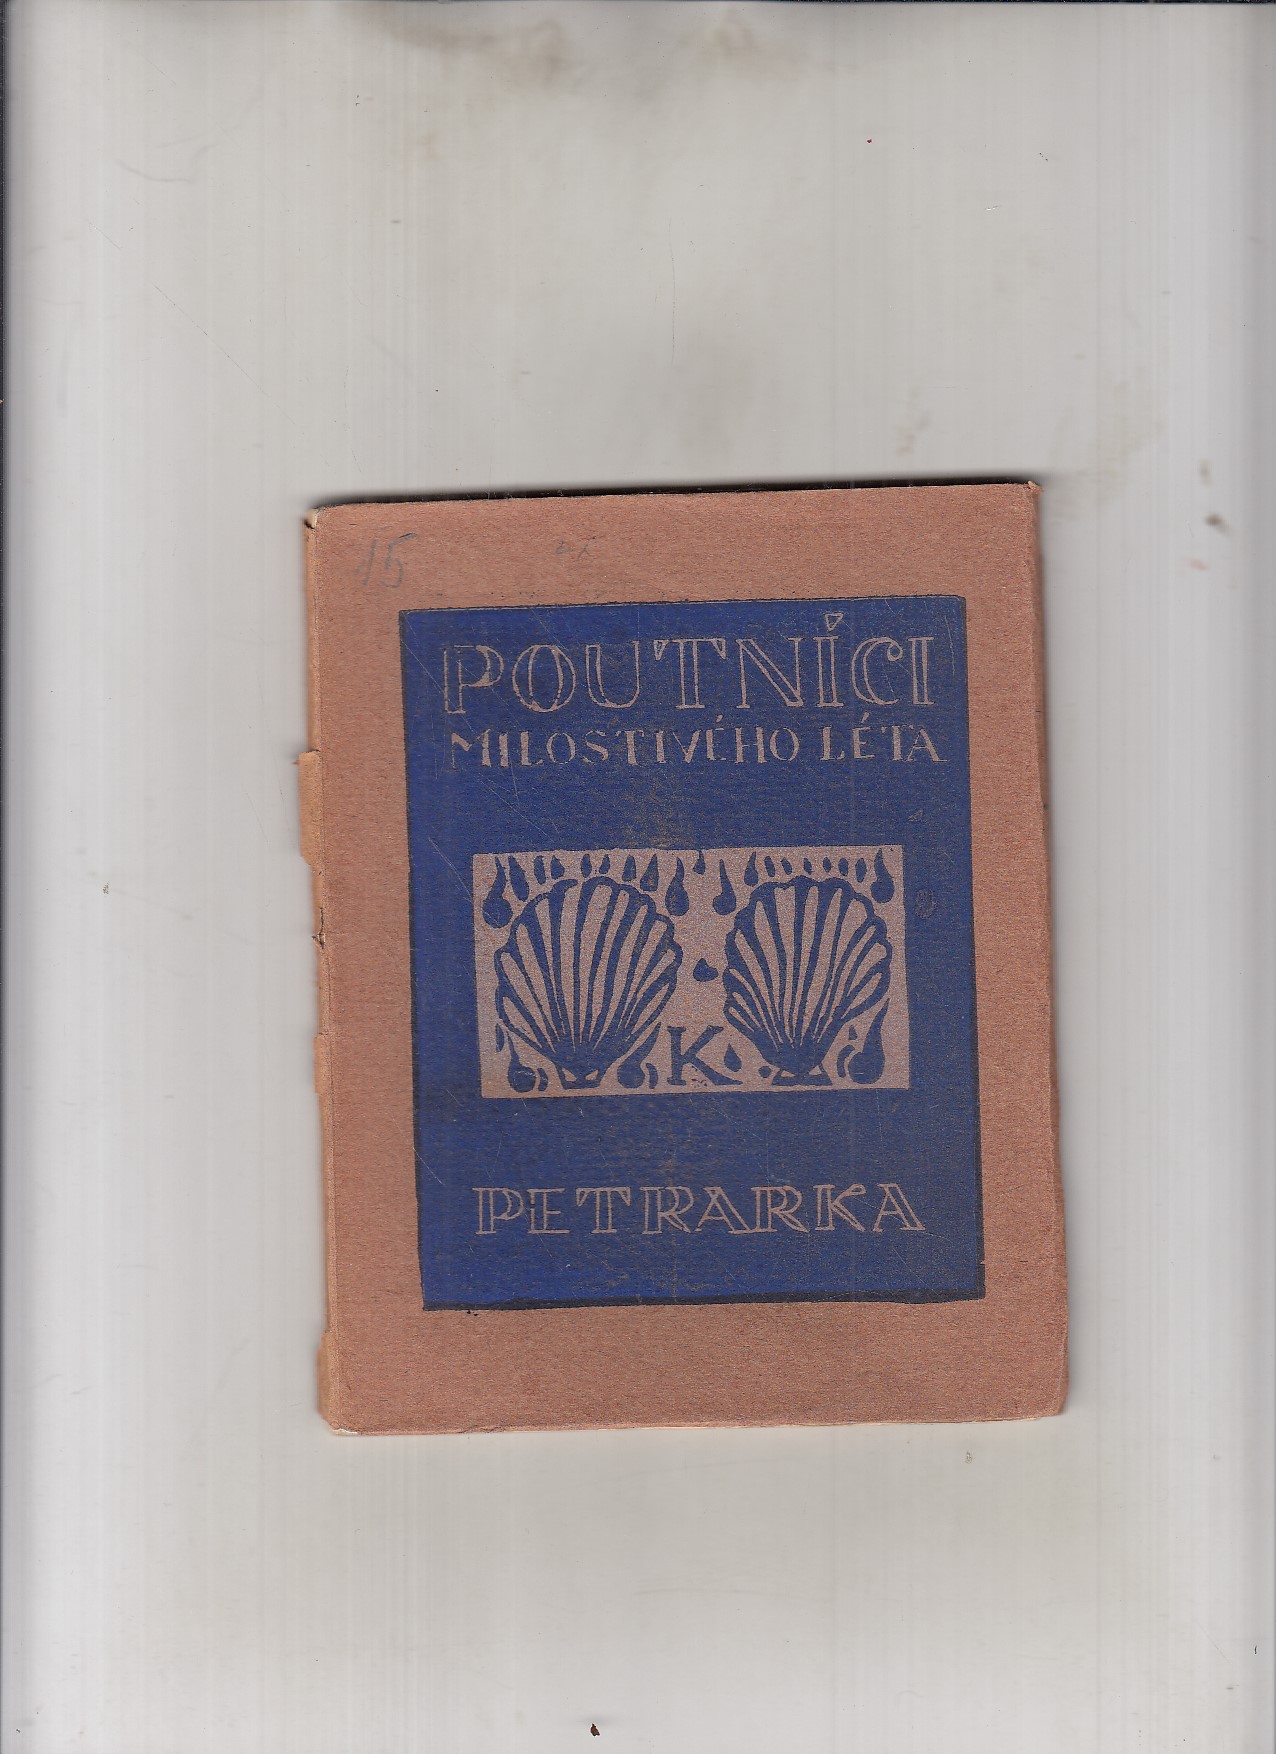 15
POUTNÍCI
MILOSTIVÉHO LÉTA
K
PETRARKA